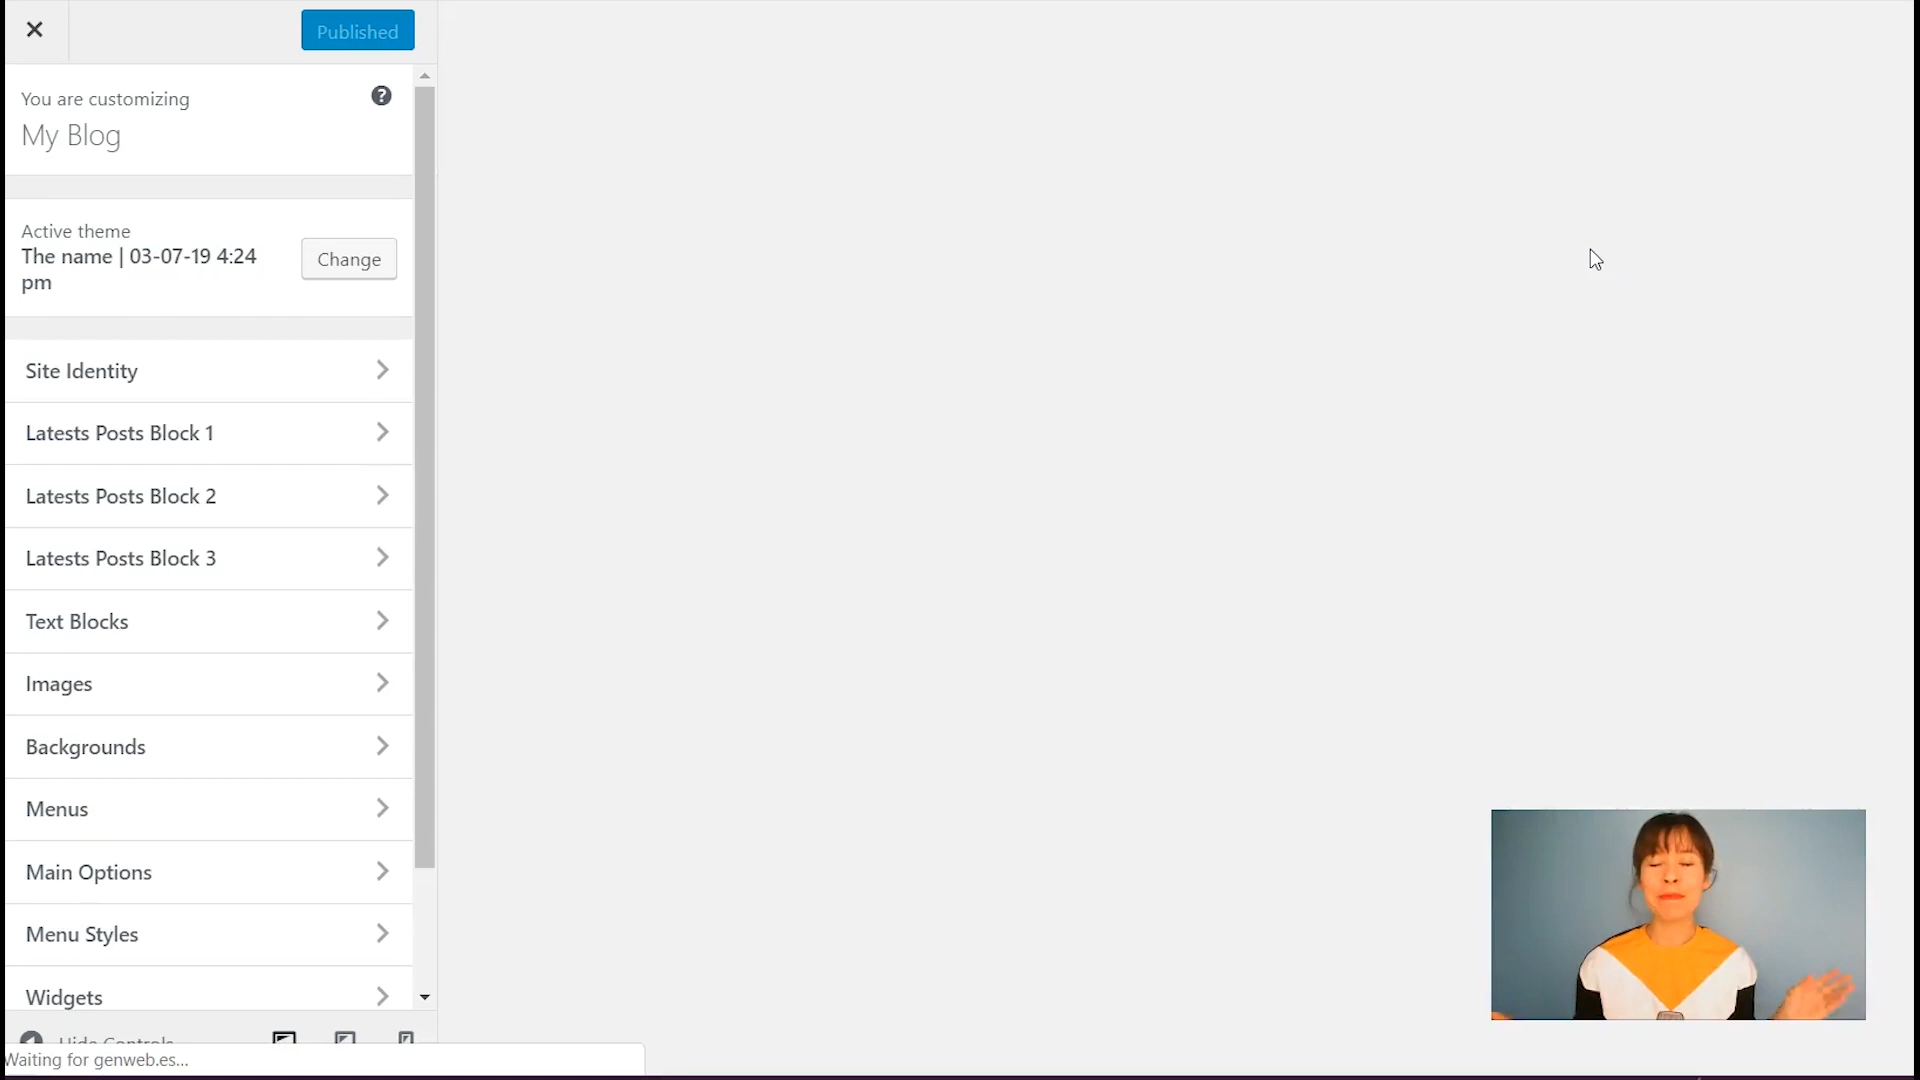 Published
You are customizing
My Blog
Active theme
The name | 03-07-19 4:24
pm
Change
Site Identity
Latests Posts Block 1
Latests Posts Block 2
Latests Posts Block 3
Text Blocks
Images
Backgrounds
Menus
Main Options
Menu Styles
Widgets
Hide Controls
Waiting for genweb.es...